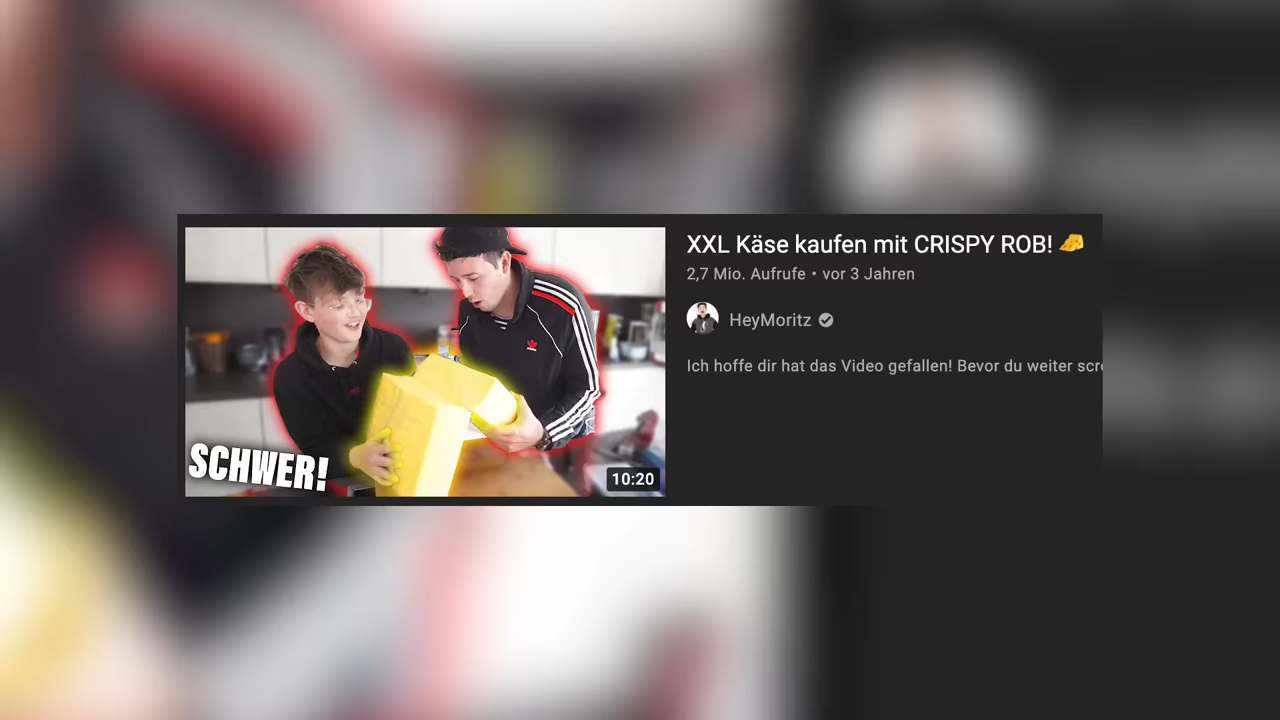 XXL Käse kaufen mit CRISPY ROB! 🧀
2,7 Mio. Aufrufe • vor 3 Jahren
HeyMoritz
Ich hoffe dir hat das Video gefallen! Bevor du weiter scr
SCHWER!
10:20